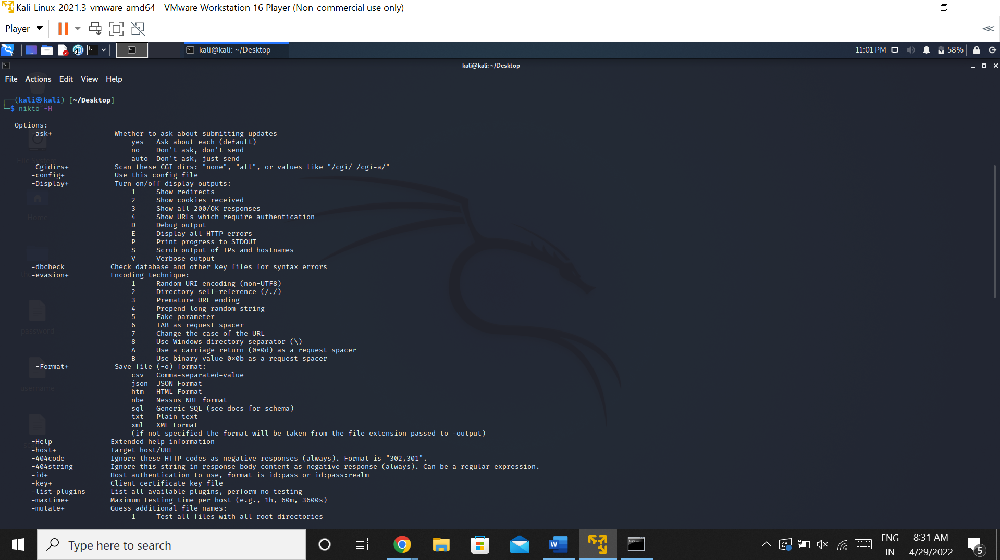 Kali-Linux-2021.3-vmware-amd64 - VMware Workstation 16 Player (Non-commercial use only)
Player
kali@kali: ~/Desktop
11:01 PM
58%
kali@kali: ~/Desktop
File Actions Edit View Help
(kali㉿kali)-[~/Desktop]
$ nikto -H
Options:
-ask+ Whether to ask about submitting updates
yes Ask about each (default)
no Don't ask, don't send
auto Don't ask, just send
-Cgidirs+ Scan these CGI dirs: "none", "all", or values like "/cgi/ /cgi-a/"
-config+ Use this config file
-Display+ Turn on/off display outputs:
1 Show redirects
2 Show cookies received
3 Show all 200/OK responses
4 Show URLs which require authentication
D Debug output
E Display all HTTP errors
P Print progress to STDOUT
S Scrub output of IPs and hostnames
V Verbose output
-dbcheck Check database and other key files for syntax errors
-evasion+ Encoding technique:
1 Random URI encoding (non-UTF8)
2 Directory self-reference (/./)
3 Premature URL ending
4 Prepend long random string
5 Fake parameter
6 TAB as request spacer
7 Change the case of the URL
8 Use Windows directory separator (\)
A Use a carriage return (0×0d) as a request spacer
B Use binary value 0×0b as a request spacer
-Format+ Save file (-o) format:
csv Comma-separated-value
json JSON Format
htm HTML Format
nbe Nessus NBE format
sql Generic SQL (see docs for schema)
txt Plain text
xml XML Format
(if not specified the format will be taken from the file extension passed to -output)
-Help Extended help information
-host+ Target host/URL
-404code Ignore these HTTP codes as negative responses (always). Format is "302,301".
-404string Ignore this string in response body content as negative response (always). Can be a regular expression.
-id+ Host authentication to use, format is id:pass or id:pass:realm
-key+ Client certificate key file
-list-plugins List all available plugins, perform no testing
-maxtime+ Maximum testing time per host (e.g., 1h, 60m, 3600s)
-mutate+ Guess additional file names:
1 Test all files with all root directories
File System
Home
password
username
Type here to search
ENG
IN
8:31 AM
4/29/2022
5